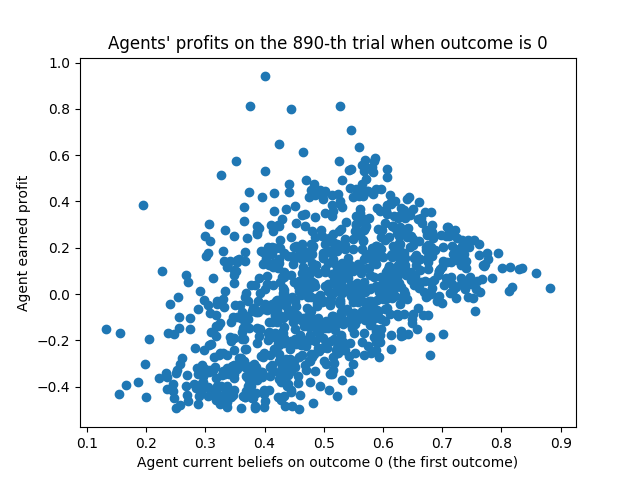 Agents' profits on the 890-th trial when outcome is 0
1.0
0.8
0.6
0.4
0.2
0.0
−0.2
−0.4
Agent earned profit
0.1 0.2 0.3 0.4 0.5 0.6 0.7 0.8 0.9
Agent current beliefs on outcome 0 (the first outcome)